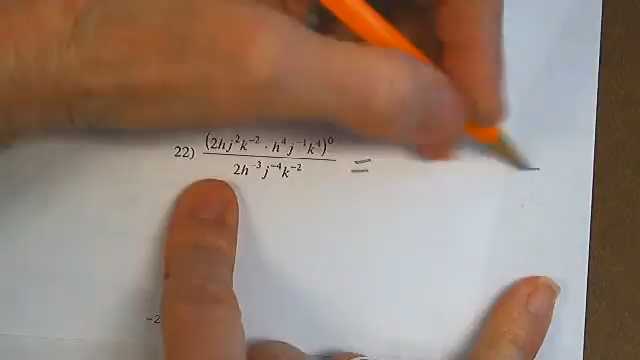 22) (2hj²k⁻² · h⁴j⁻¹k⁴)⁰ =
2h⁻³j⁻⁴k⁻²
-2